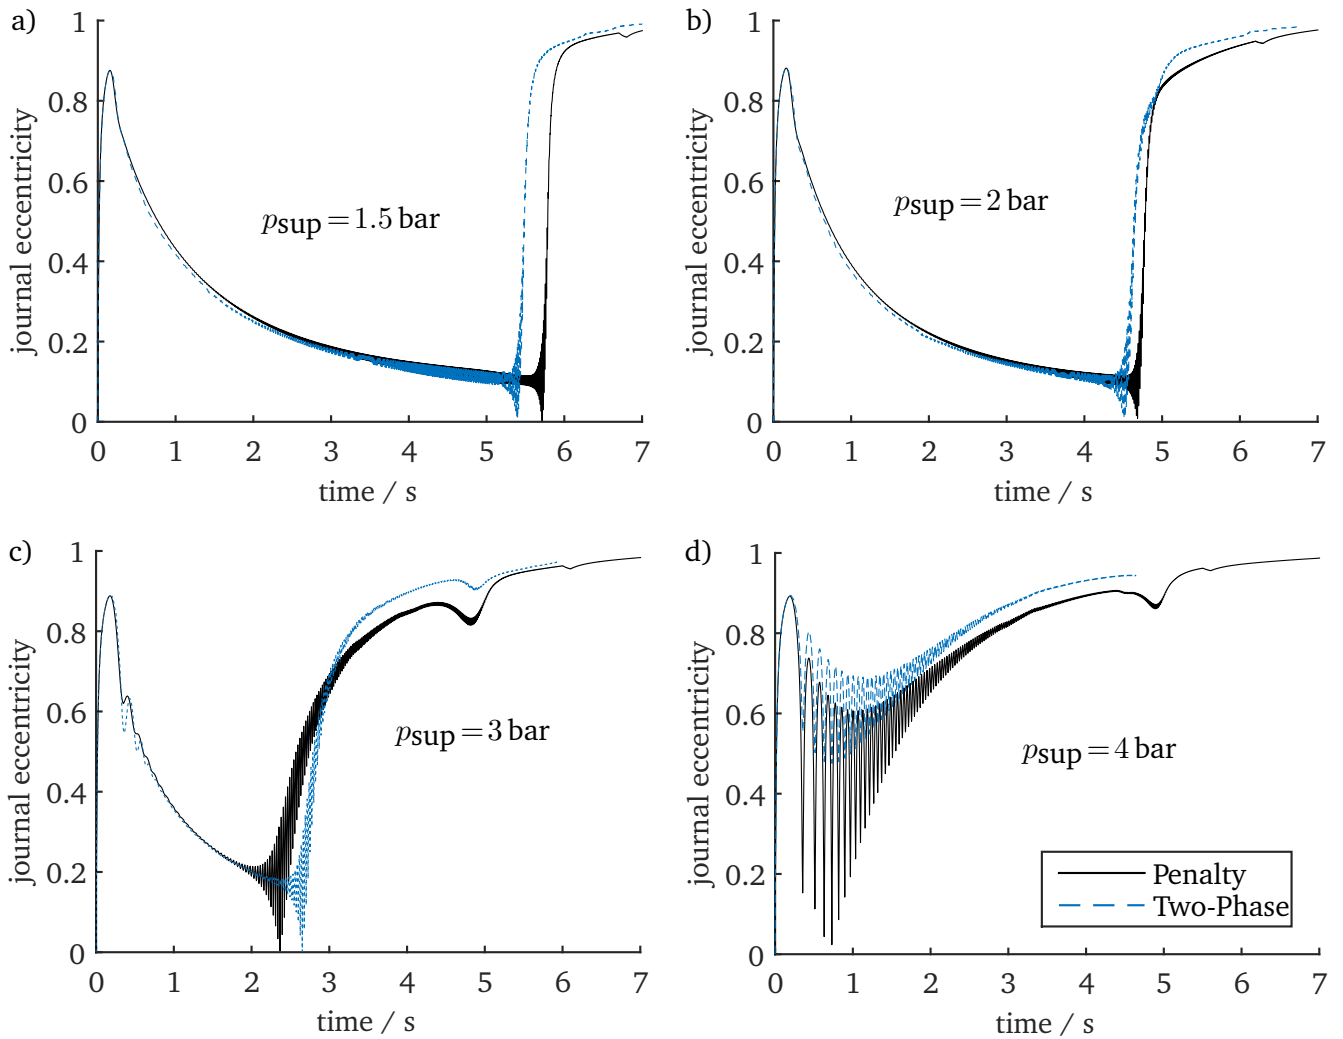 a)
1
0.8
0.6
0.4
0.2
0
journal eccentricity
p_sup = 1.5 bar
0 1 2 3 4 5 6 7
time / s
b)
1
0.8
0.6
0.4
0.2
0
journal eccentricity
p_sup = 2 bar
0 1 2 3 4 5 6 7
time / s
c)
1
0.8
0.6
0.4
0.2
0
journal eccentricity
p_sup = 3 bar
0 1 2 3 4 5 6 7
time / s
d)
1
0.8
0.6
0.4
0.2
0
journal eccentricity
p_sup = 4 bar
Penalty
Two-Phase
0 1 2 3 4 5 6 7
time / s